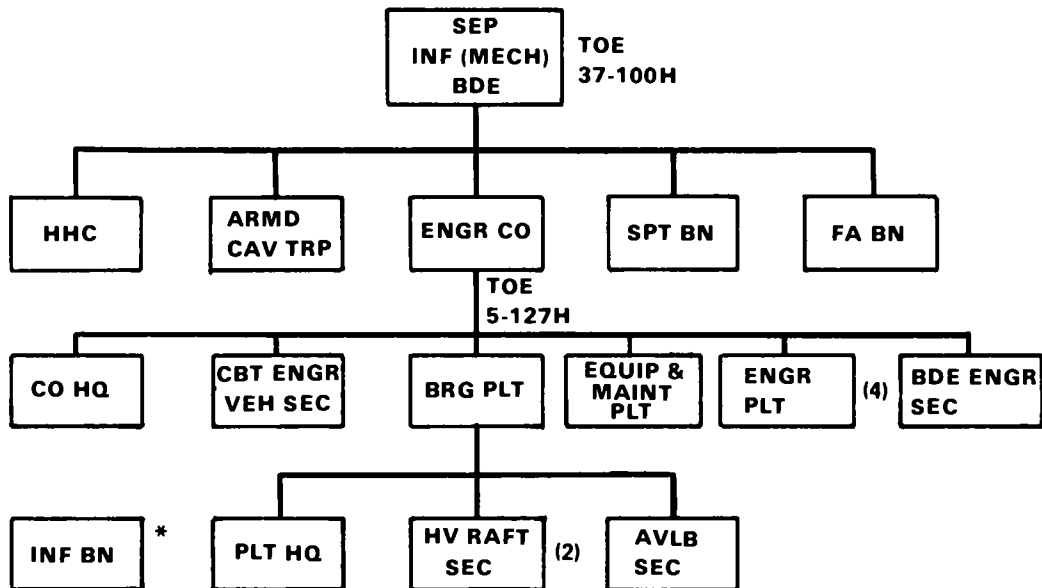 SEP
INF (MECH)
BDE
TOE
37-100H
HHC
ARMD
CAV TRP
ENGR CO
SPT BN
FA BN
TOE
5-127H
CO HQ
CBT ENGR
VEH SEC
BRG PLT
EQUIP &
MAINT
PLT
ENGR
PLT
(4)
BDE ENGR
SEC
INF BN
*
PLT HQ
HV RAFT
SEC
(2)
AVLB
SEC